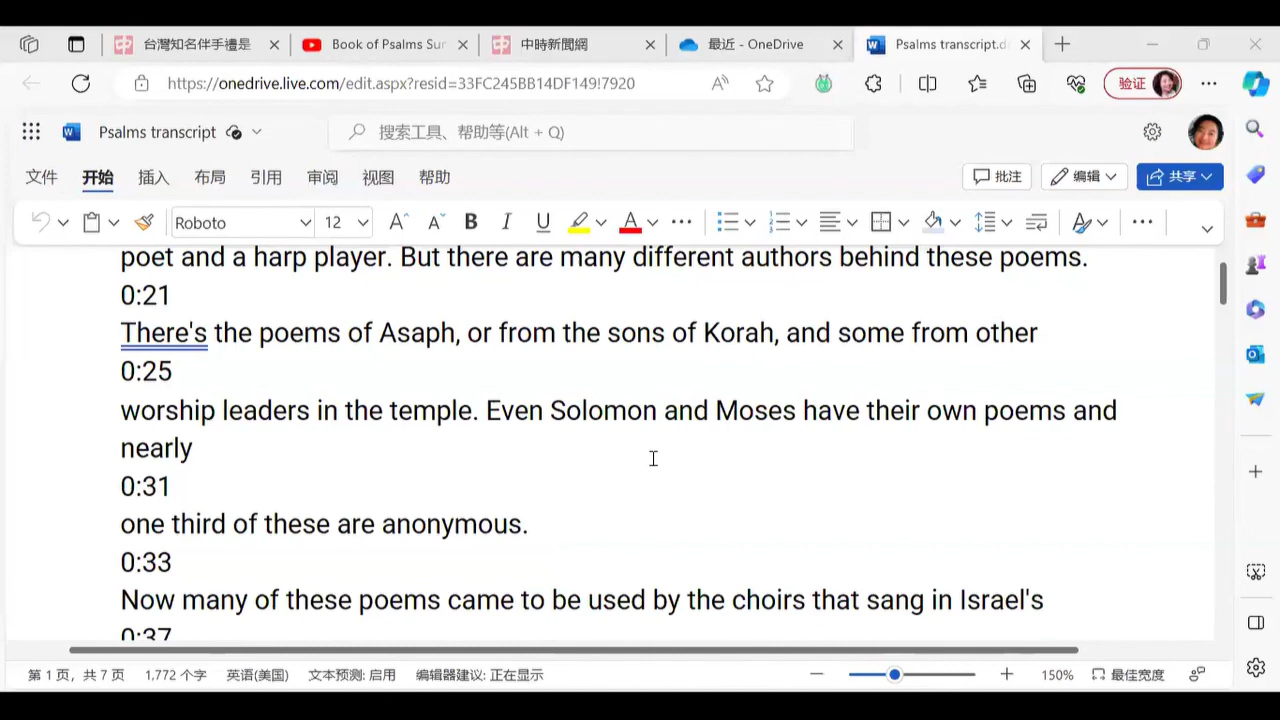 台灣知名伴手禮是
Book of Psalms Sur
中時新聞網
最近 - OneDrive
Psalms transcript.d
https://onedrive.live.com/edit.aspx?resid=33FC245BB14DF149!7920
验证
Psalms transcript
搜索工具、帮助等(Alt + Q)
文件 开始 插入 布局 引用 审阅 视图 帮助
批注 编辑 共享
Roboto 12 B I U A
poet and a harp player. But there are many different authors behind these poems.
0:21
There's the poems of Asaph, or from the sons of Korah, and some from other
0:25
worship leaders in the temple. Even Solomon and Moses have their own poems and
nearly
0:31
one third of these are anonymous.
0:33
Now many of these poems came to be used by the choirs that sang in Israel's
0:37
第 1 页，共 7 页 1,772 个字 英语(美国) 文本预测: 启用 编辑器建议: 正在显示 150% 最佳宽度